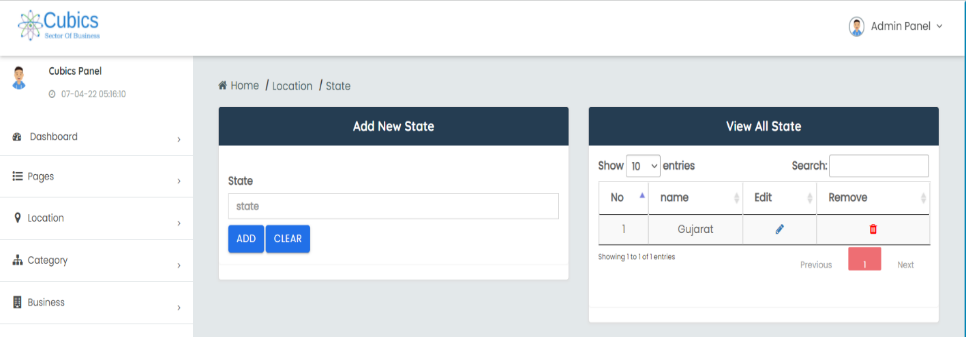 Cubics
Sector Of Business
Admin Panel
Cubics Panel
07-04-22 05:16:10
Dashboard
Pages
Location
Category
Business
Home / Location / State
Add New State
State
state
ADD CLEAR
View All State
Show 10 entries Search:
No name Edit Remove
1 Gujarat
Showing 1 to 1 of 1 entries
Previous 1 Next